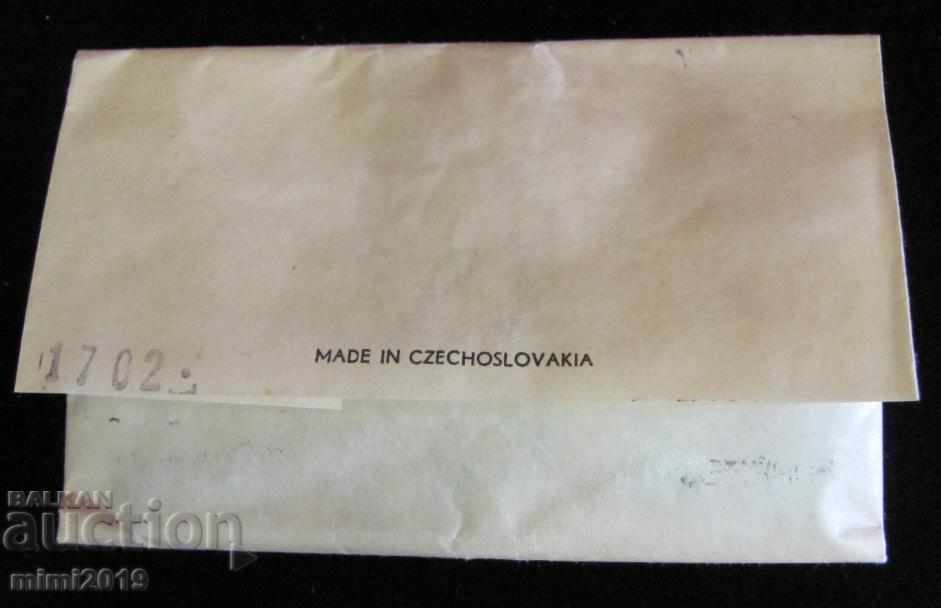 MADE IN CZECHOSLOVAKIA
1702
BALKAN
auction
mimi2019